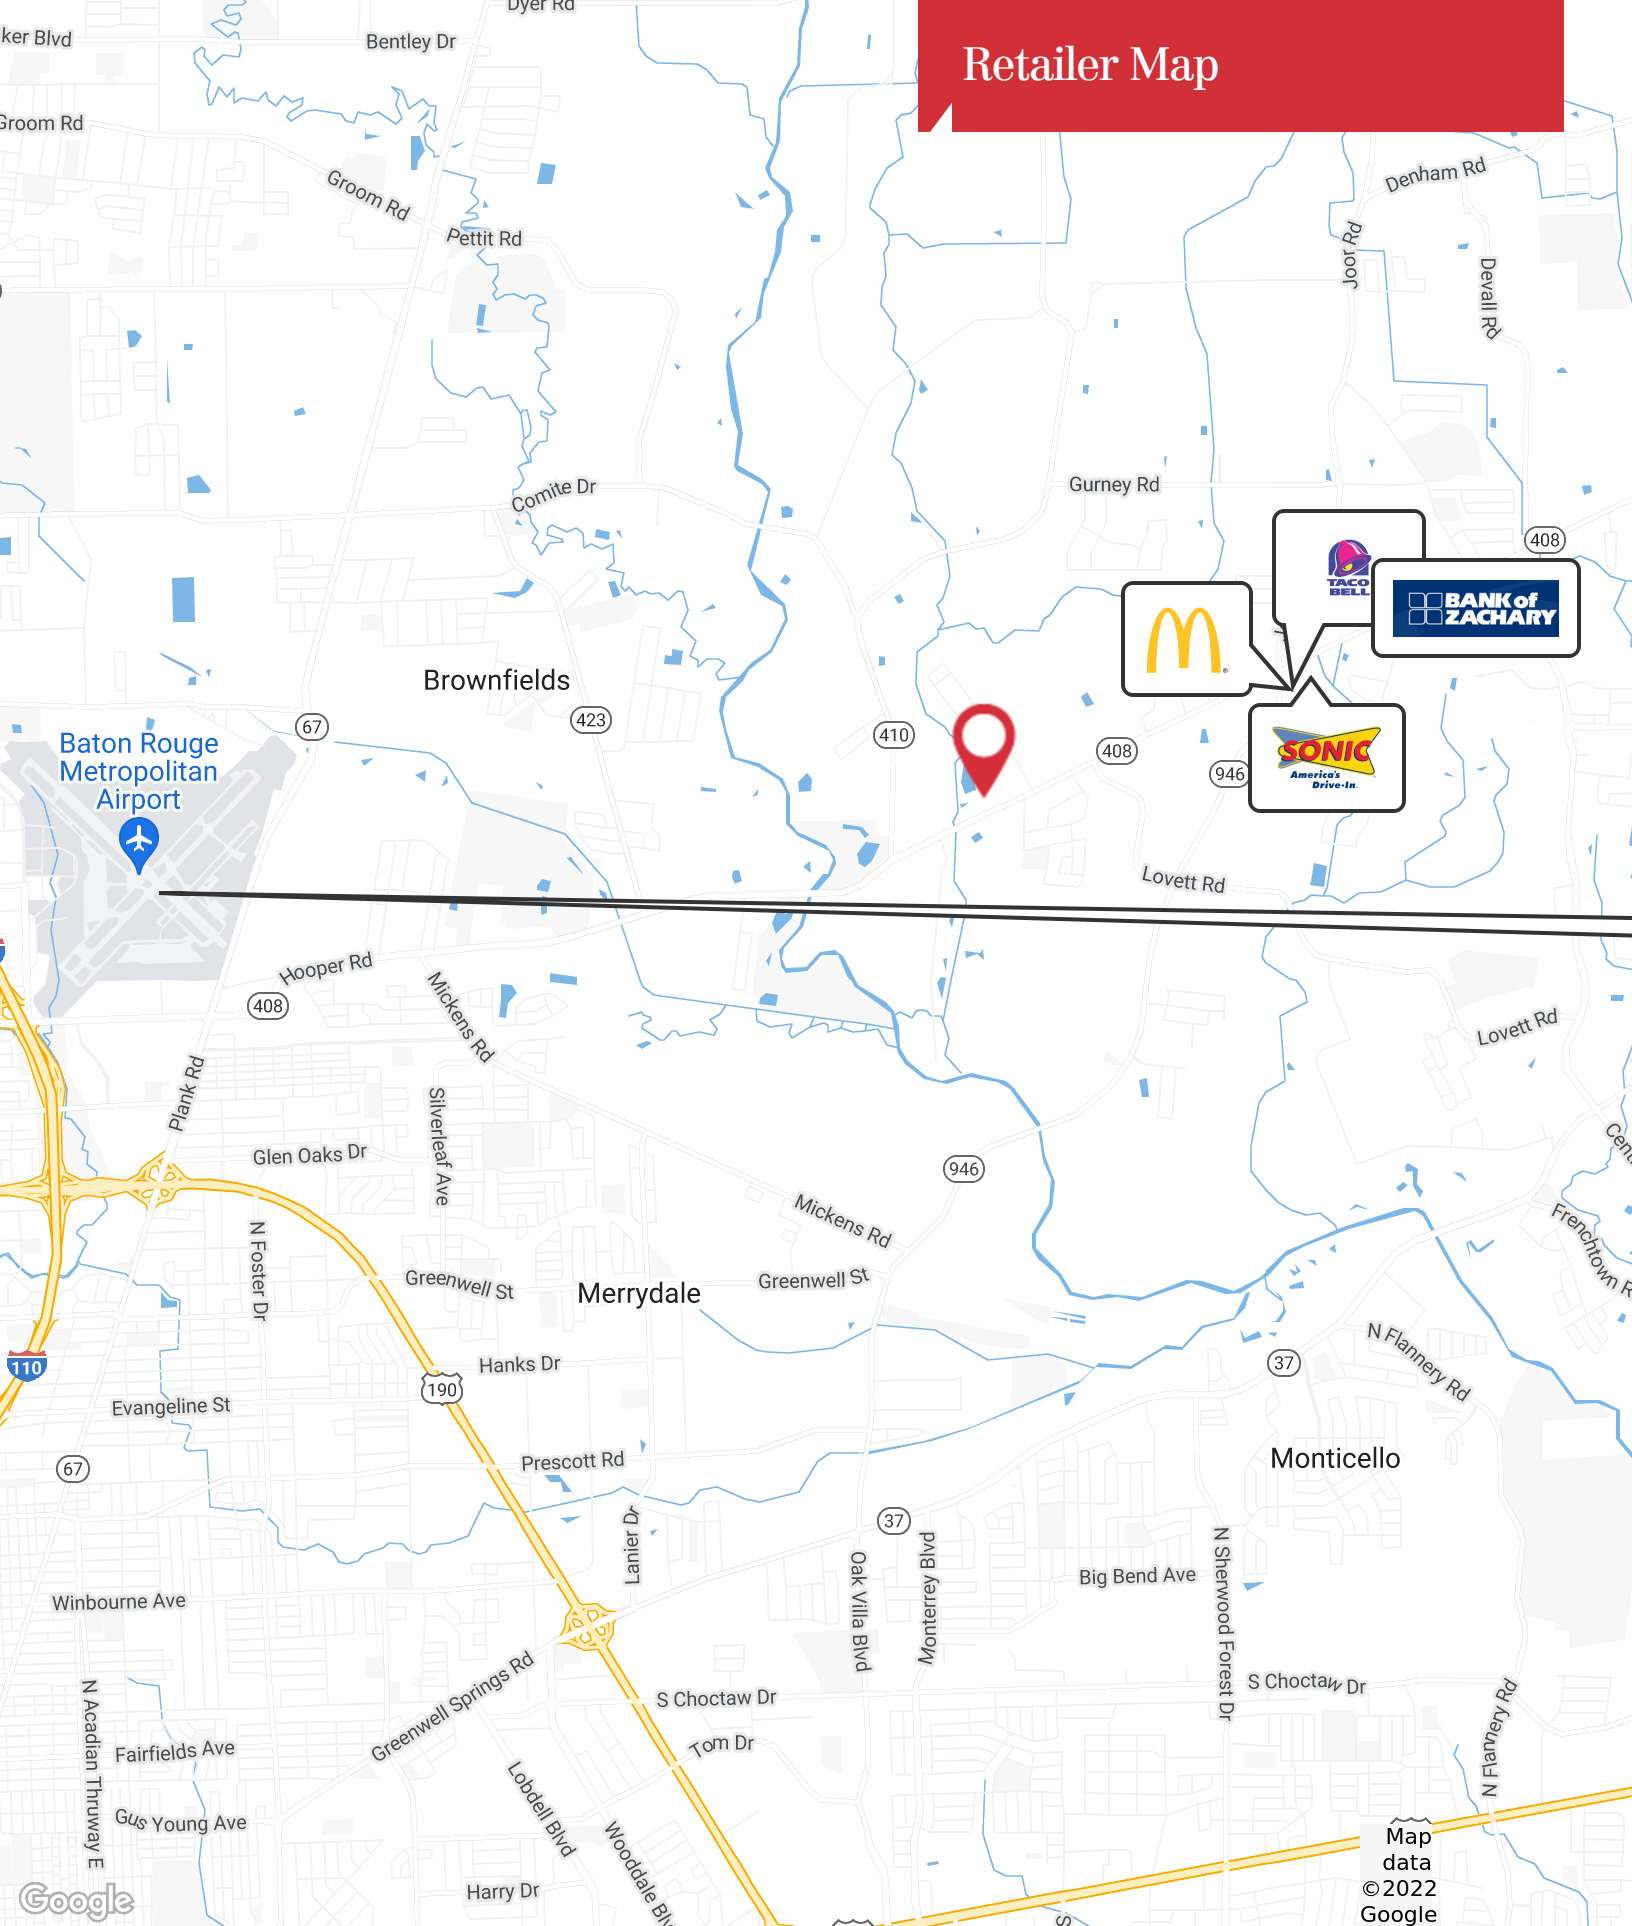 Dyer Rd
ker Blvd
Bentley Dr
Retailer Map
Groom Rd
Groom Rd
Denham Rd
Pettit Rd
Joor Rd
Devall Rd
Comite Dr
Gurney Rd
408
TACO
BELL
BANK of
ZACHARY
Brownfields
67
423
410
408
946
SONIC
America's
Drive-In
Baton Rouge
Metropolitan
Airport
Lovett Rd
Hooper Rd
408
Mickens Rd
Lovett Rd
Plank Rd
Silverleaf Ave
Glen Oaks Dr
Cent
946
Mickens Rd
Frenchtown R
N Foster Dr
Greenwell St
Merrydale
Greenwell St
110
Hanks Dr
190
37
N Flannery Rd
Evangeline St
67
Prescott Rd
Monticello
Lanier Dr
37
Oak Villa Blvd
Monterrey Blvd
Big Bend Ave
N Sherwood Forest Dr
Winbourne Ave
Greenwell Springs Rd
S Choctaw Dr
S Choctaw Dr
N Flannery Rd
N Acadian Thruway E
Fairfields Ave
Tom Dr
Lobdell Blvd
Gus Young Ave
Wooddale Blv
Harry Dr
Google
Map
data
©2022
Google